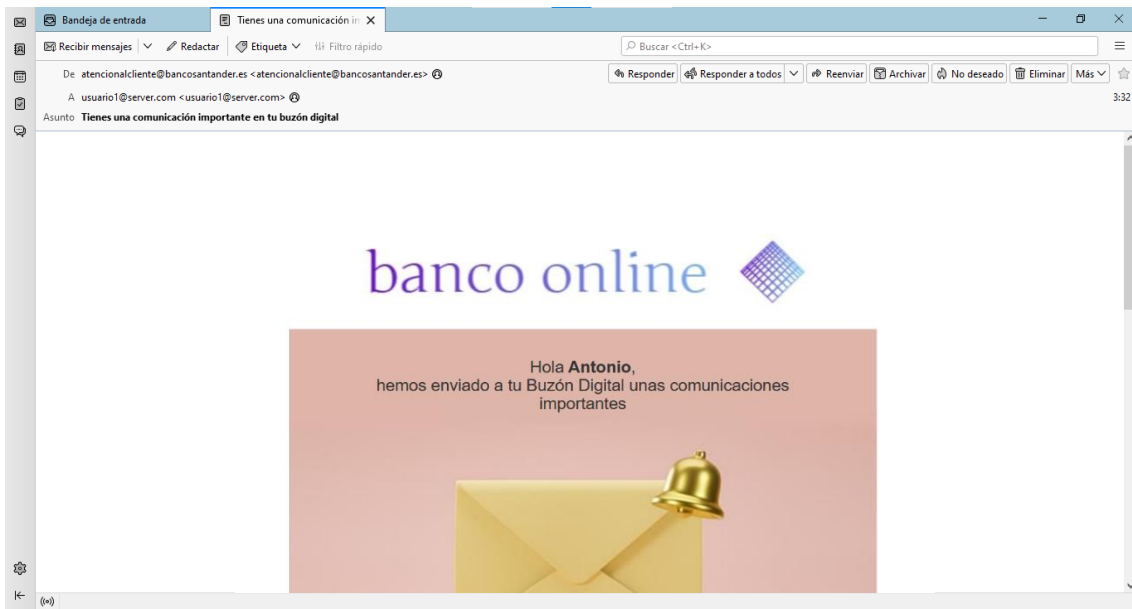 Bandeja de entrada
Tienes una comunicación im
Recibir mensajes Redactar Etiqueta Filtro rápido Buscar <Ctrl+K>
De atencionalcliente@bancosantander.es <atencionalcliente@bancosantander.es> Responder Responder a todos Reenviar Archivar No deseado Eliminar Más
A usuario1@server.com <usuario1@server.com> 3:32
Asunto Tienes una comunicación importante en tu buzón digital
banco online
Hola Antonio,
hemos enviado a tu Buzón Digital unas comunicaciones
importantes